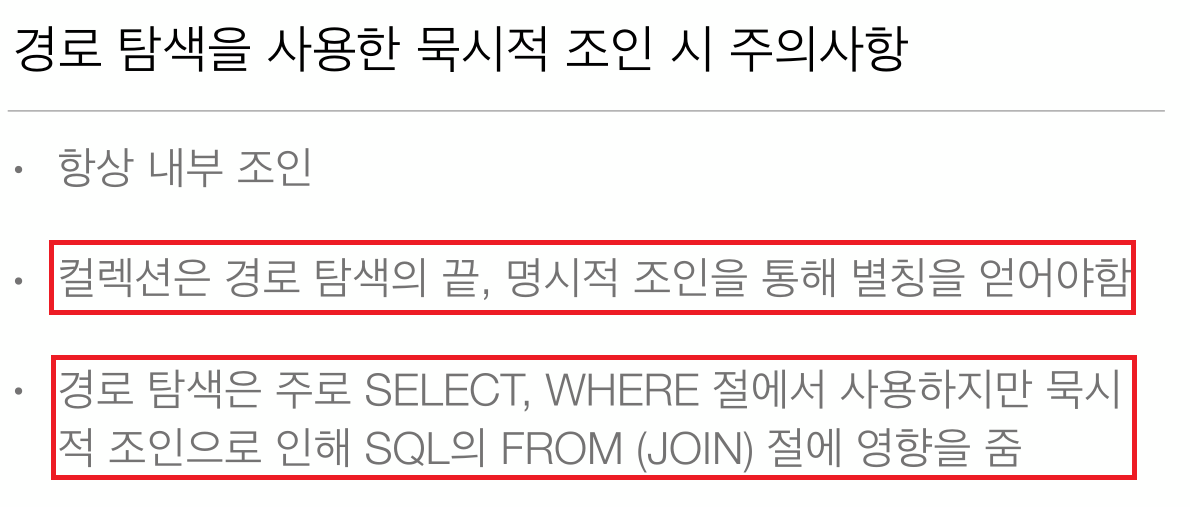 경로 탐색을 사용한 묵시적 조인 시 주의사항
• 항상 내부 조인
• 컬렉션은 경로 탐색의 끝, 명시적 조인을 통해 별칭을 얻어야함
• 경로 탐색은 주로 SELECT, WHERE 절에서 사용하지만 묵시
적 조인으로 인해 SQL의 FROM (JOIN) 절에 영향을 줌